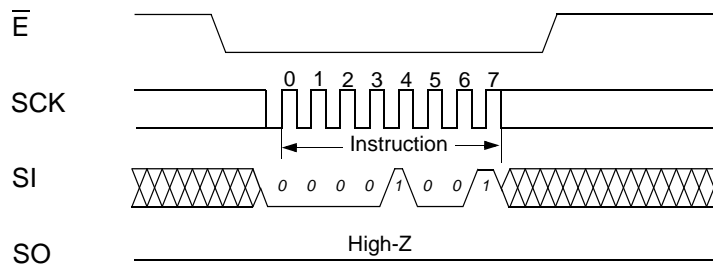 E̅
0 1 2 3 4 5 6 7
SCK
Instruction
SI 0 0 0 0 1 0 0 1
High-Z
SO